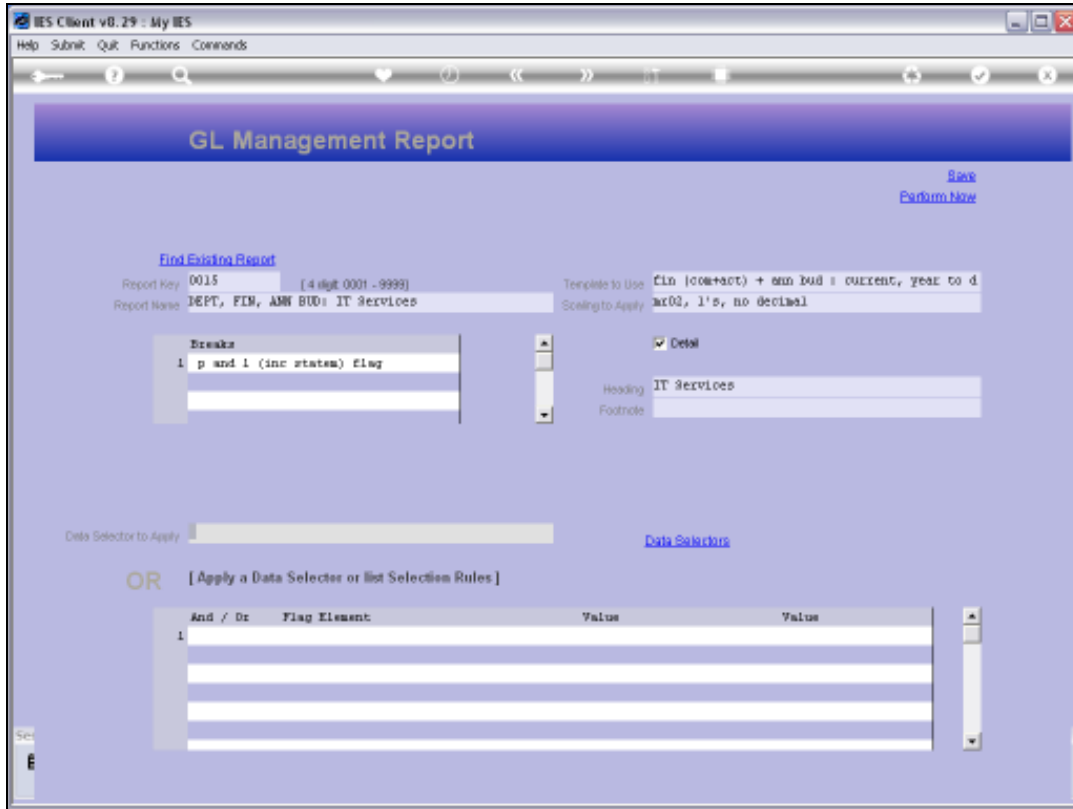 IES Client v8.29 : My IES
Help Submit Quit Functions Commands
GL Management Report
Save
Perform Now
Find Existing Report
Report Key 0015 [ 4 digit: 0001 - 9999]
Template to Use fin (com+act) + ann bud : current, year to d
Report Name DEPT, FIN, ANN BUD: IT Services
Scaling to Apply mr02, 1's, no decimal
Breaks
1 p and l (inc statem) flag
Detail
Heading IT Services
Footnote
Data Selector to Apply
Data Selectors
OR [ Apply a Data Selector or list Selection Rules ]
And / Or Flag Element Value Value
1